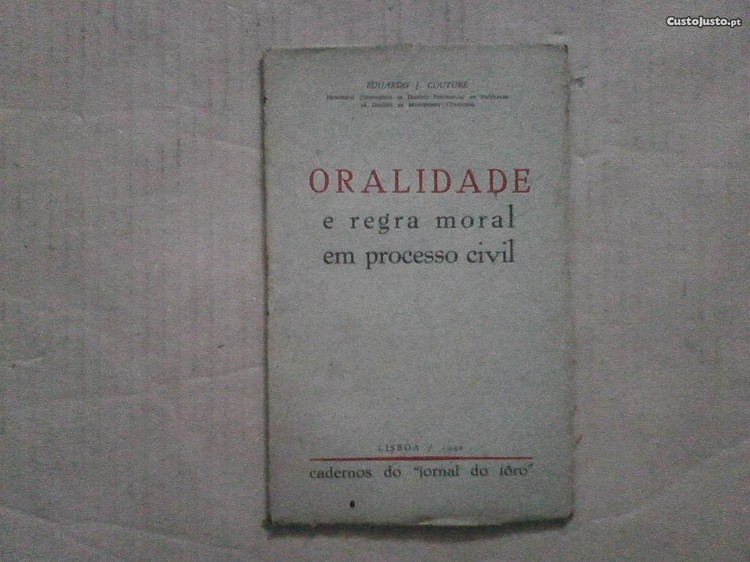 CustoJusto.pt
EDUARDO J. COUTURE
ORALIDADE
e regra moral
em processo civil
LISBOA /
cadernos do "jornal do fôro"